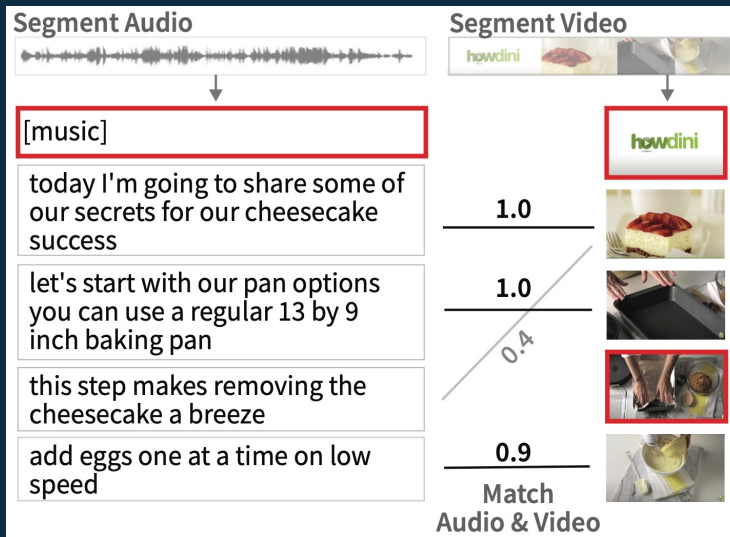 Segment Audio
Segment Video
howdini
[music]
howdini
today I'm going to share some of
our secrets for our cheesecake
success
1.0
let's start with our pan options
you can use a regular 13 by 9
inch baking pan
1.0
0.4
this step makes removing the
cheesecake a breeze
add eggs one at a time on low
speed
0.9
Match
Audio & Video